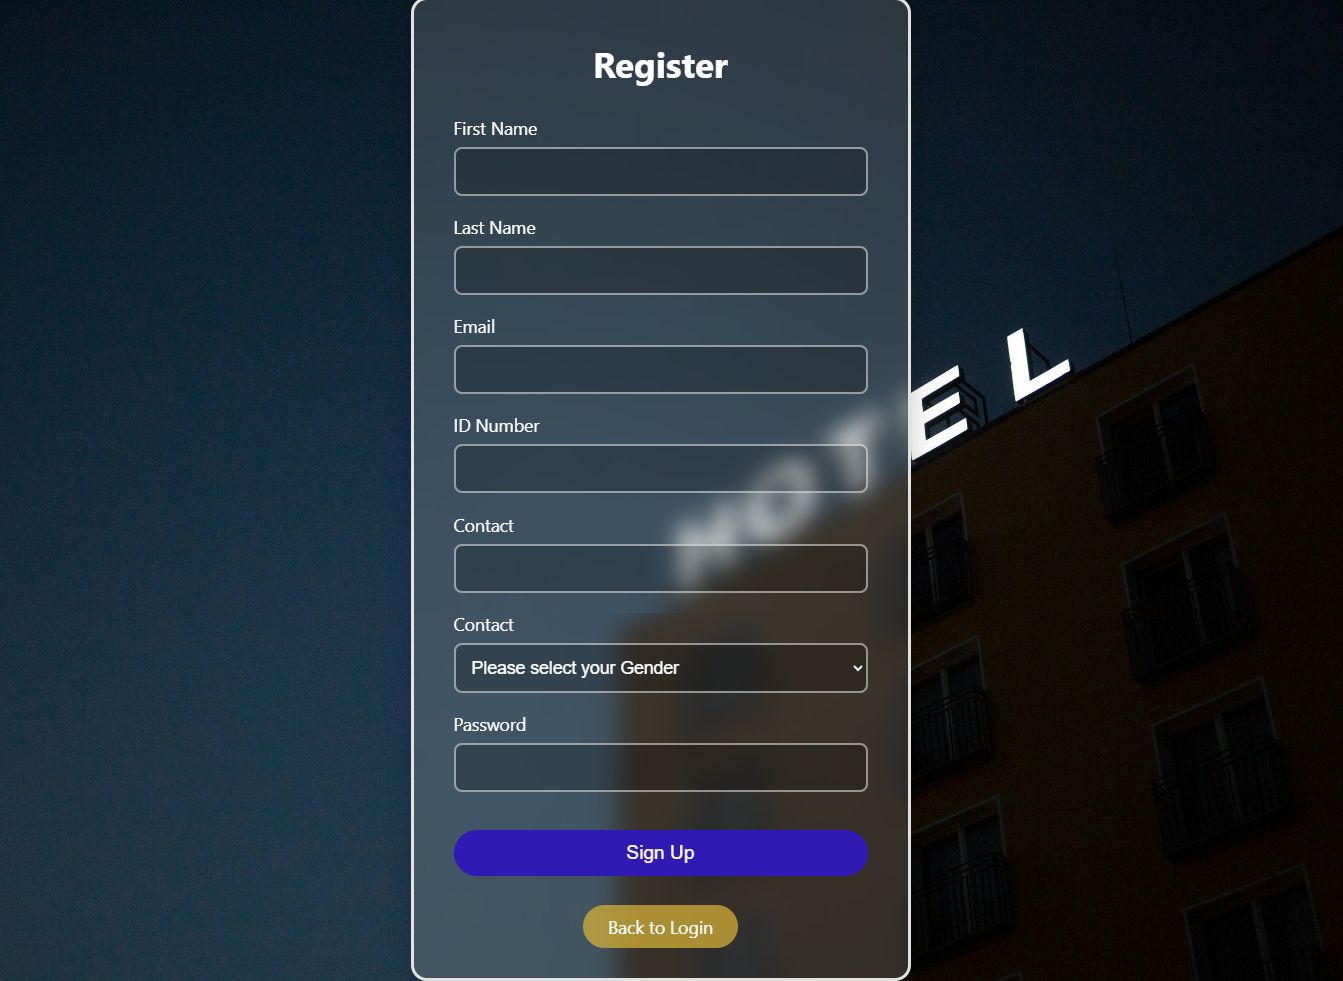 Register
First Name
Last Name
Email
ID Number
Contact
Contact
Please select your Gender
Password
Sign Up
Back to Login
HOTEL